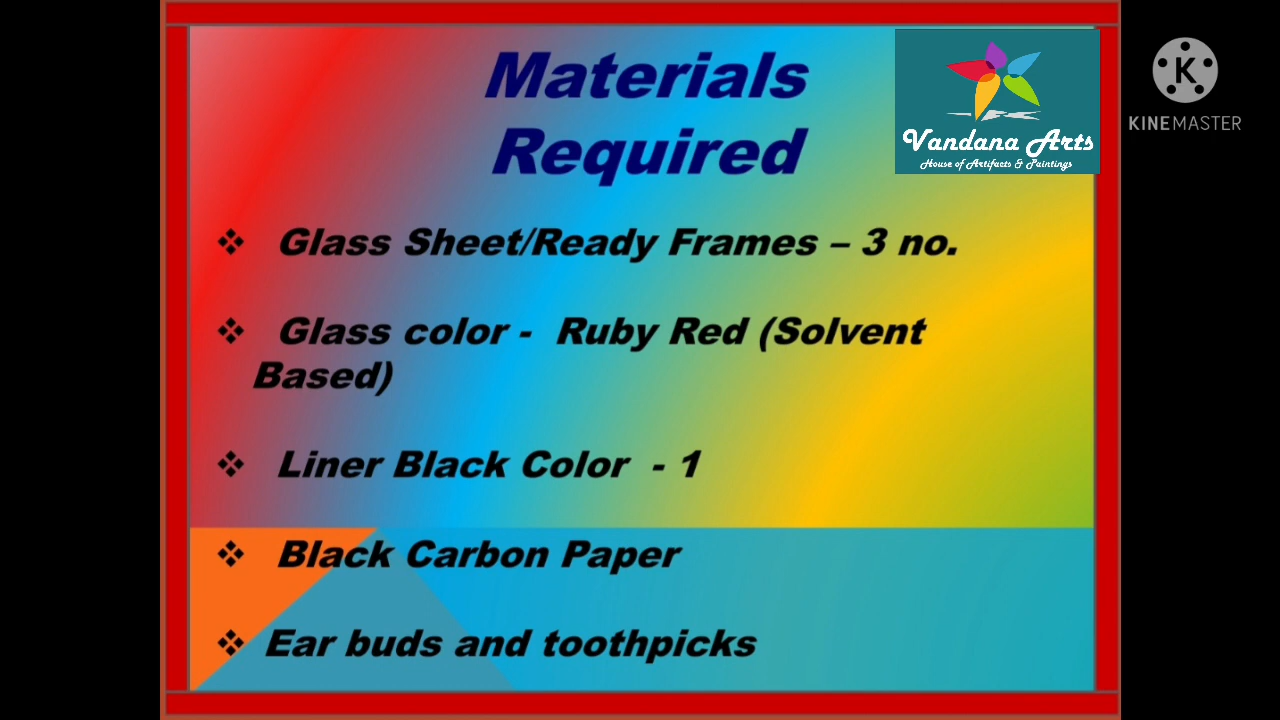 Materials
Required
Vandana Arts
House of Artifacts & Paintings
K
KINEMASTER
❖ Glass Sheet/Ready Frames – 3 no.
❖ Glass color - Ruby Red (Solvent
Based)
❖ Liner Black Color - 1
❖ Black Carbon Paper
❖ Ear buds and toothpicks